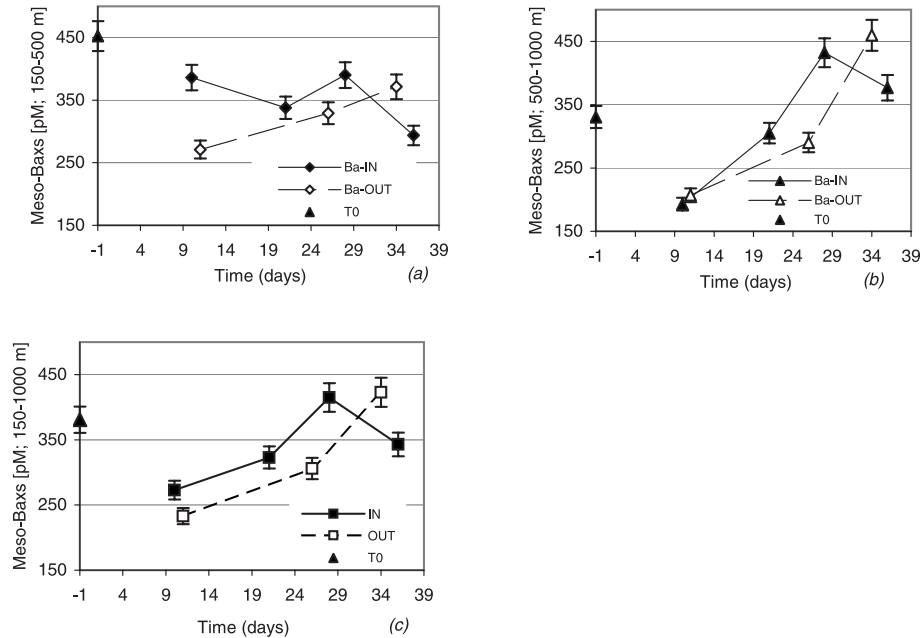 Meso-Baxs [pM; 150-500 m]
450
350
250
150
Ba-IN
Ba-OUT
T0
-1 4 9 14 19 24 29 34 39
Time (days)
(a)
Meso-Baxs [pM; 500-1000 m]
450
350
250
150
Ba-IN
Ba-OUT
T0
-1 4 9 14 19 24 29 34 39
Time (days)
(b)
Meso-Baxs [pM; 150-1000 m]
450
350
250
150
IN
OUT
T0
-1 4 9 14 19 24 29 34 39
Time (days)
(c)